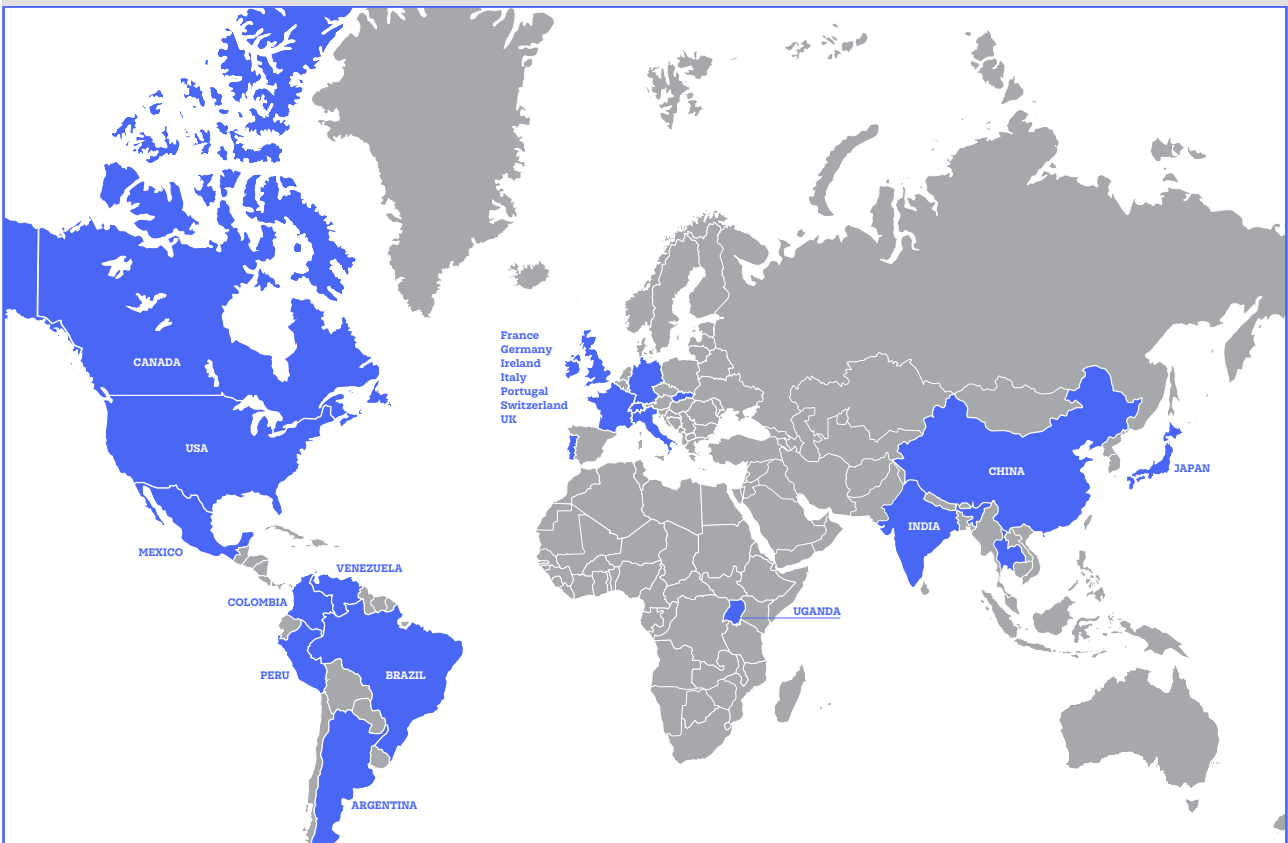 France
Germany
Ireland
Italy
Portugal
Switzerland
UK
CANADA
USA
CHINA
JAPAN
INDIA
MEXICO
VENEZUELA
COLOMBIA
UGANDA
PERU
BRAZIL
ARGENTINA